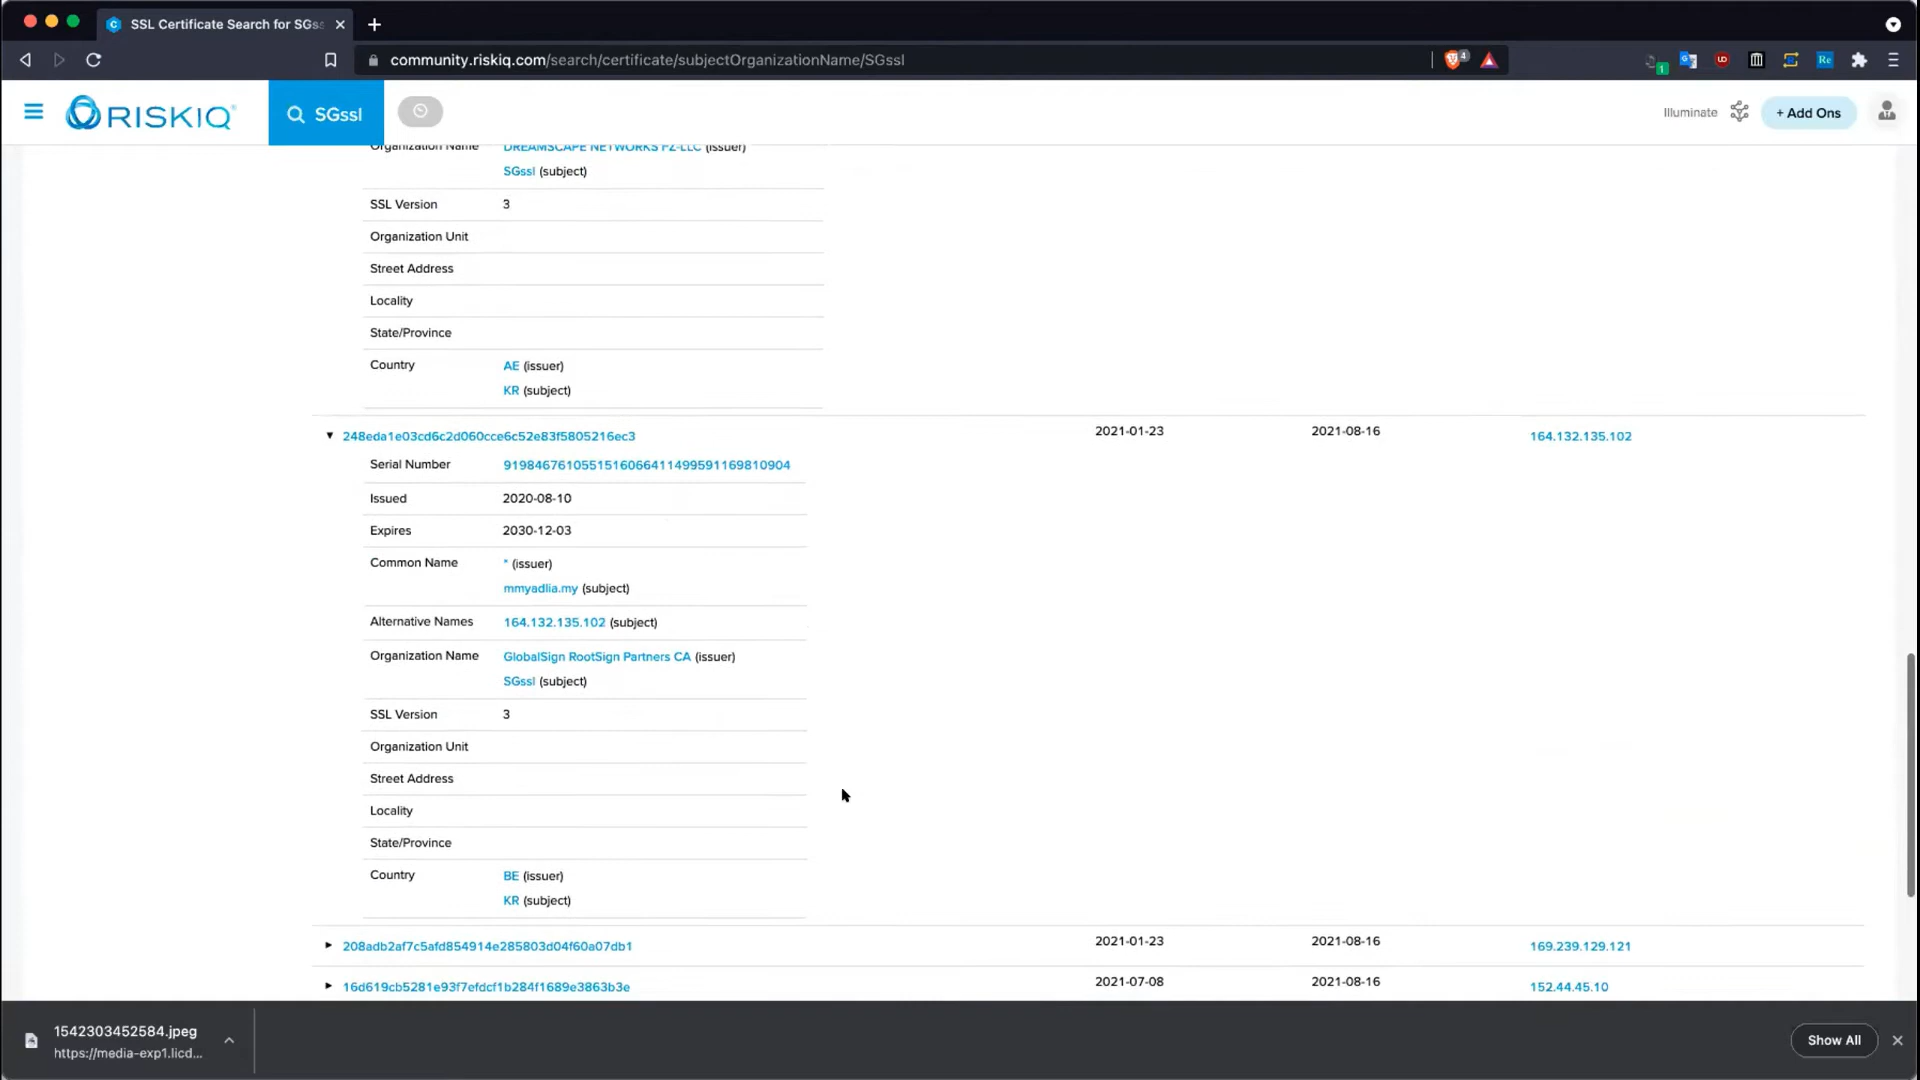 SSL Certificate Search for SGss
community.riskiq.com/search/certificate/subjectOrganizationName/SGssl
4
1
UD
Re
RISKIQ
SGssl
Illuminate
+ Add Ons
Organization Name DREAMSCAPE NETWORKS FZ-LLC (issuer)
SGssl (subject)
SSL Version 3
Organization Unit
Street Address
Locality
State/Province
Country AE (issuer)
KR (subject)
248eda1e03cd6c2d060cce6c52e83f5805216ec3 2021-01-23 2021-08-16 164.132.135.102
Serial Number 91984676105515160664114995911698​10904
Issued 2020-08-10
Expires 2030-12-03
Common Name * (issuer)
mmyadlia.my (subject)
Alternative Names 164.132.135.102 (subject)
Organization Name GlobalSign RootSign Partners CA (issuer)
SGssl (subject)
SSL Version 3
Organization Unit
Street Address
Locality
State/Province
Country BE (issuer)
KR (subject)
208adb2af7c5afd854914e285803d04f60a07db1 2021-01-23 2021-08-16 169.239.129.121
16d619cb5281e93f7efdcf1b284f1689e3863b3e 2021-07-08 2021-08-16 152.44.45.10
1542303452584.jpeg
https://media-exp1.licd...
Show All